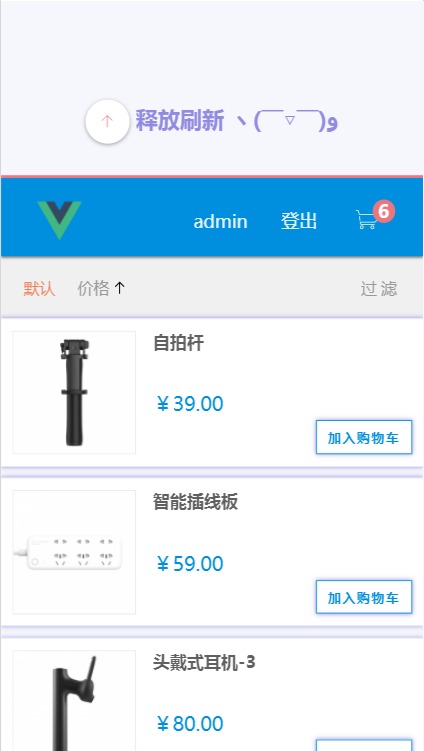 释放刷新 ヽ(￣▽￣)و
admin 登出 6
默认 价格 ↑ 过 滤
自拍杆
￥39.00
加入购物车
智能插线板
￥59.00
加入购物车
头戴式耳机-3
￥80.00